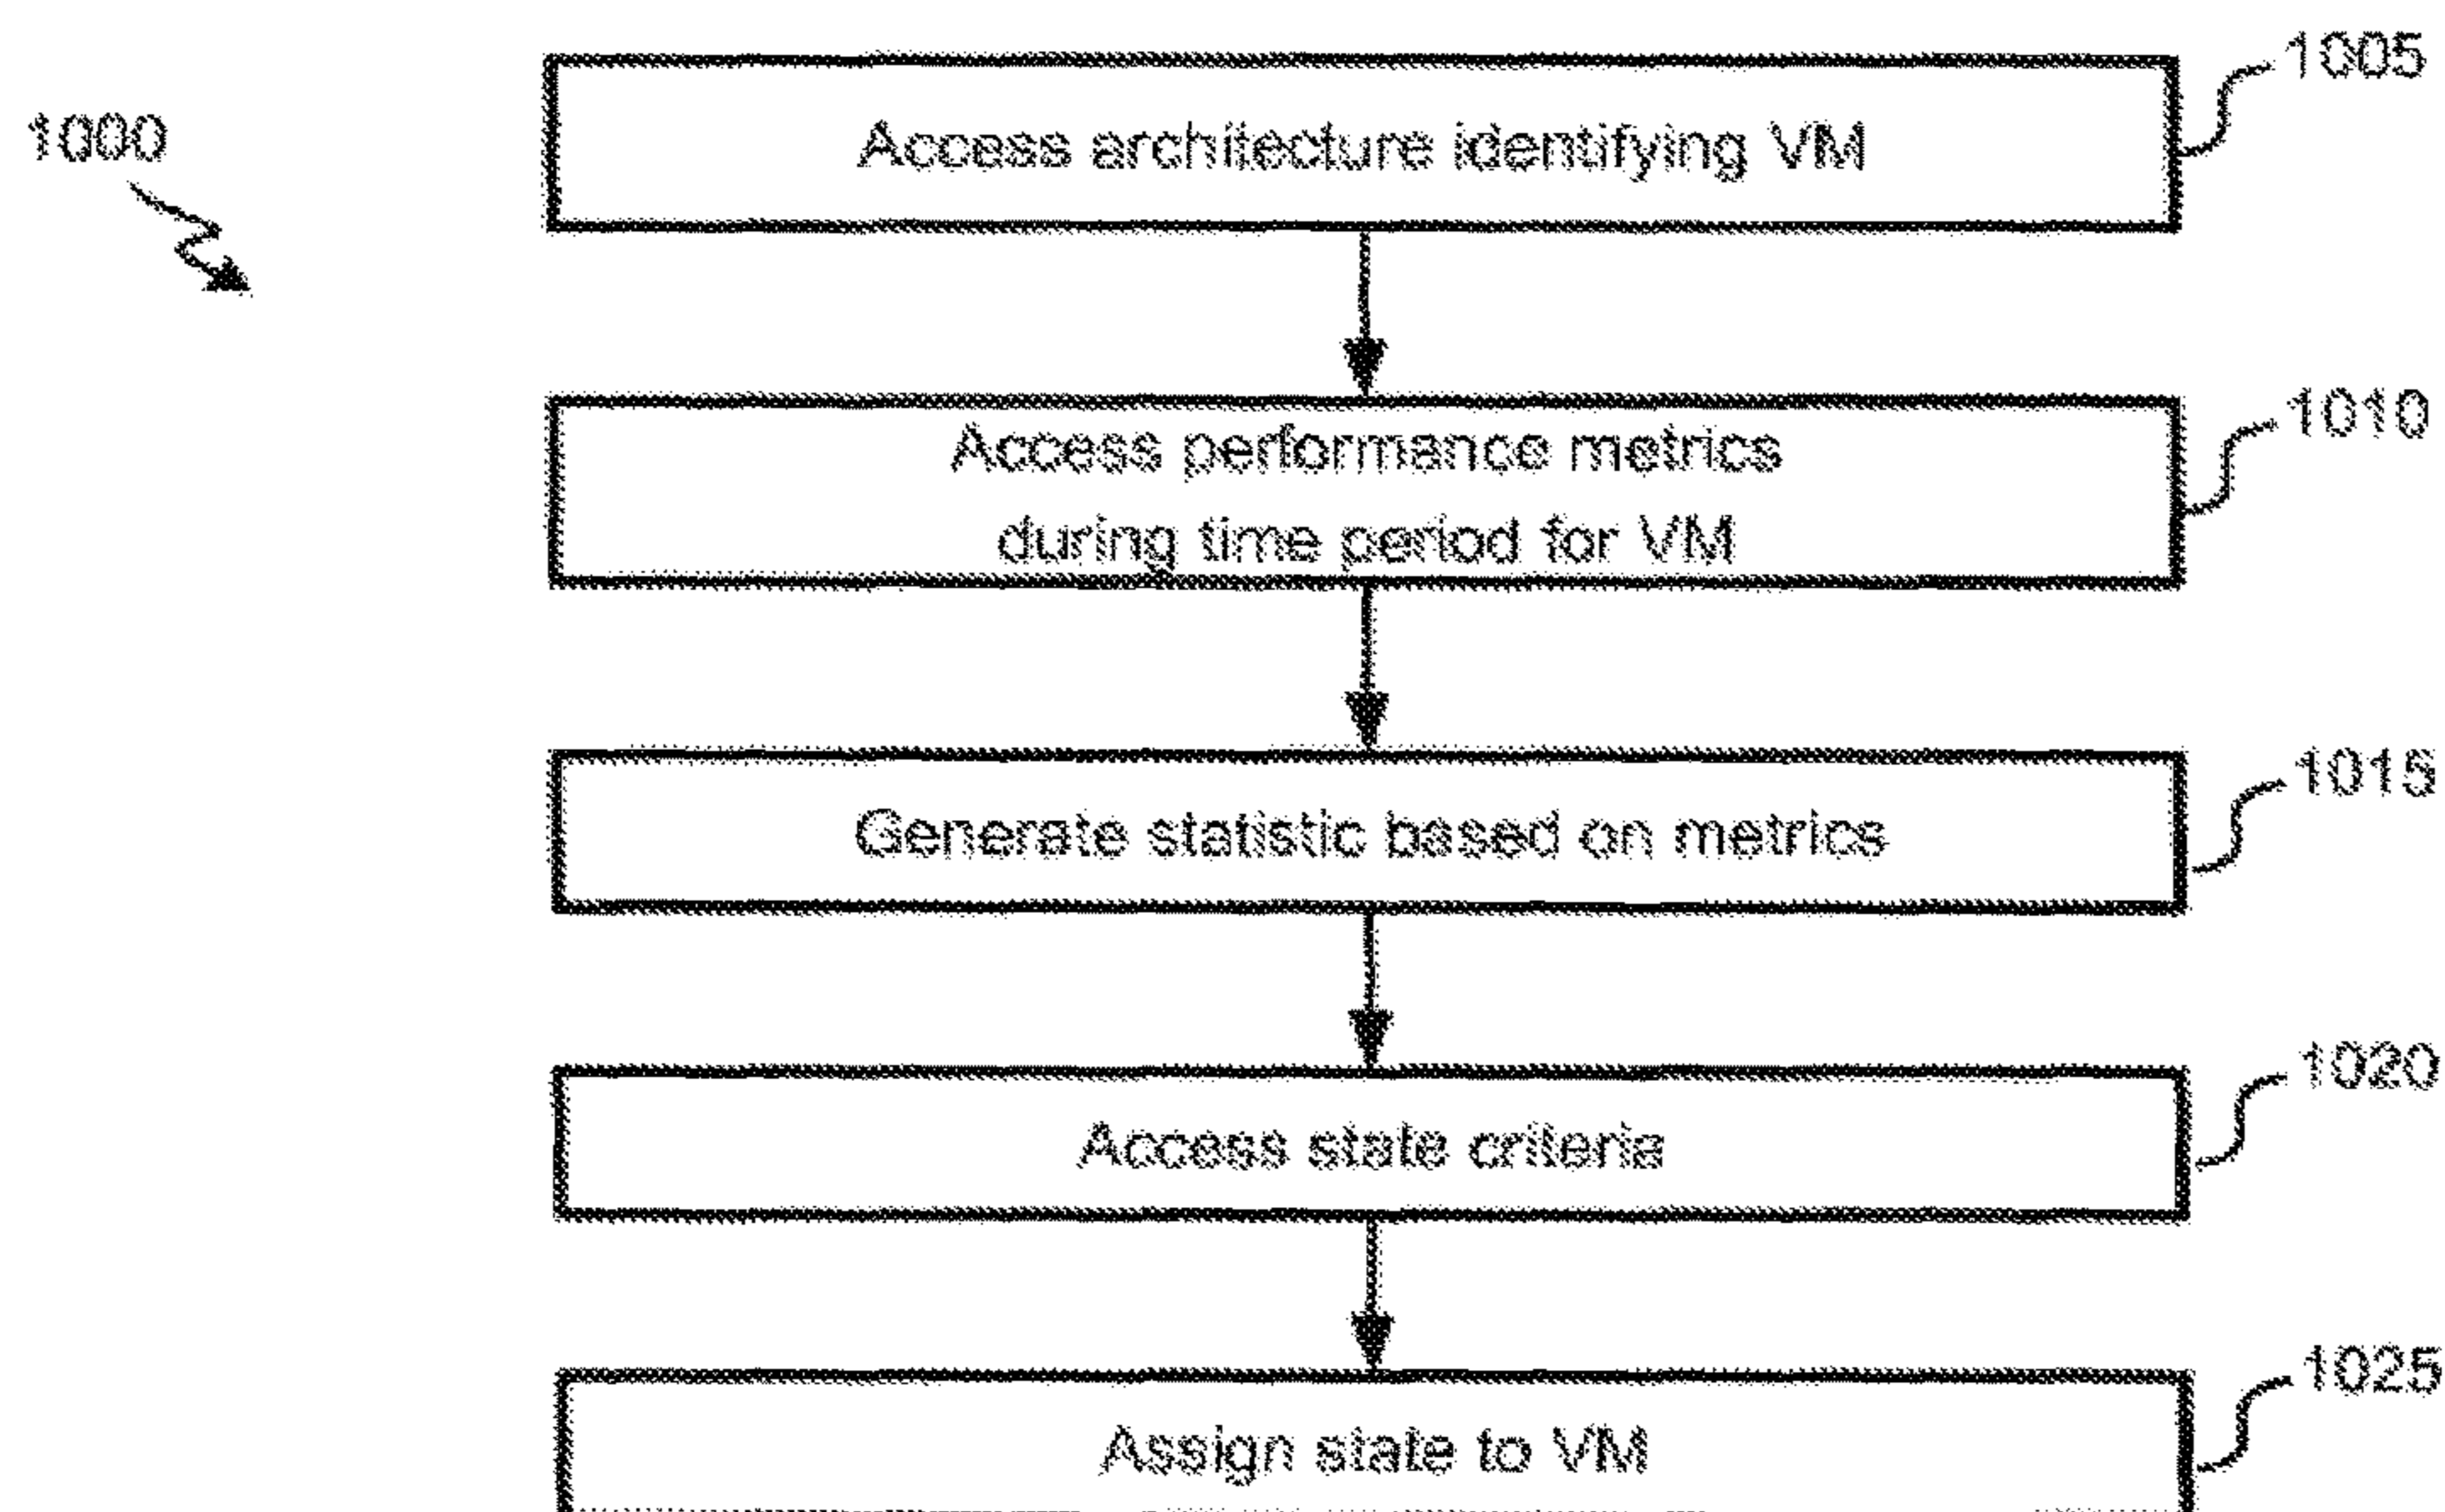 1000
1005
Access architecture identifying VM
1010
Access performance metrics
during time period for VM
1015
Generate statistic based on metrics
1020
Access state criteria
1025
Assign state to VM